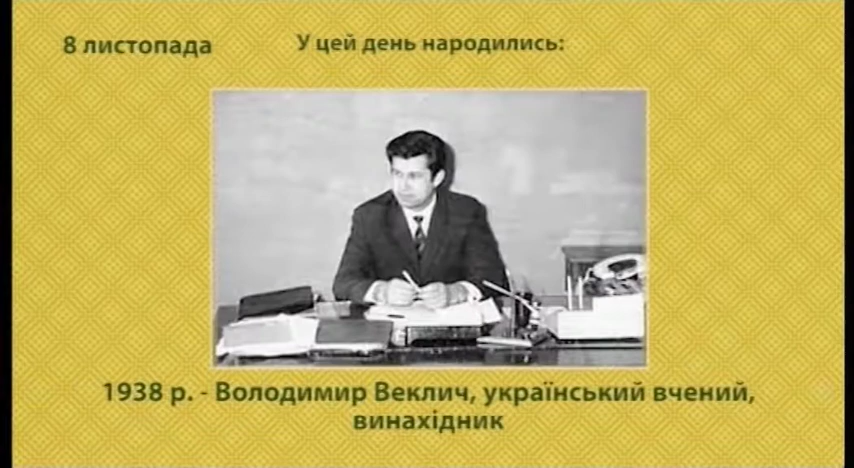 8 листопада
У цей день народились:
1938 р. - Володимир Веклич, український вчений,
винахідник